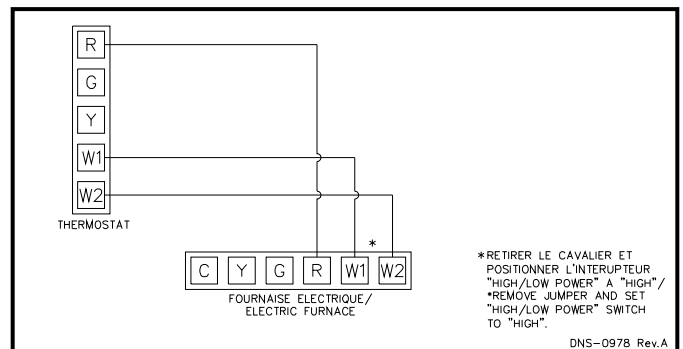 R
G
Y
W1
W2
THERMOSTAT
*
C Y G R W1 W2
FOURNAISE ELECTRIQUE/
ELECTRIC FURNACE
*RETIRER LE CAVALIER ET
POSITIONNER L'INTERUPTEUR
"HIGH/LOW POWER" A "HIGH"/
*REMOVE JUMPER AND SET
"HIGH/LOW POWER" SWITCH
TO "HIGH".
DNS-0978 Rev.A